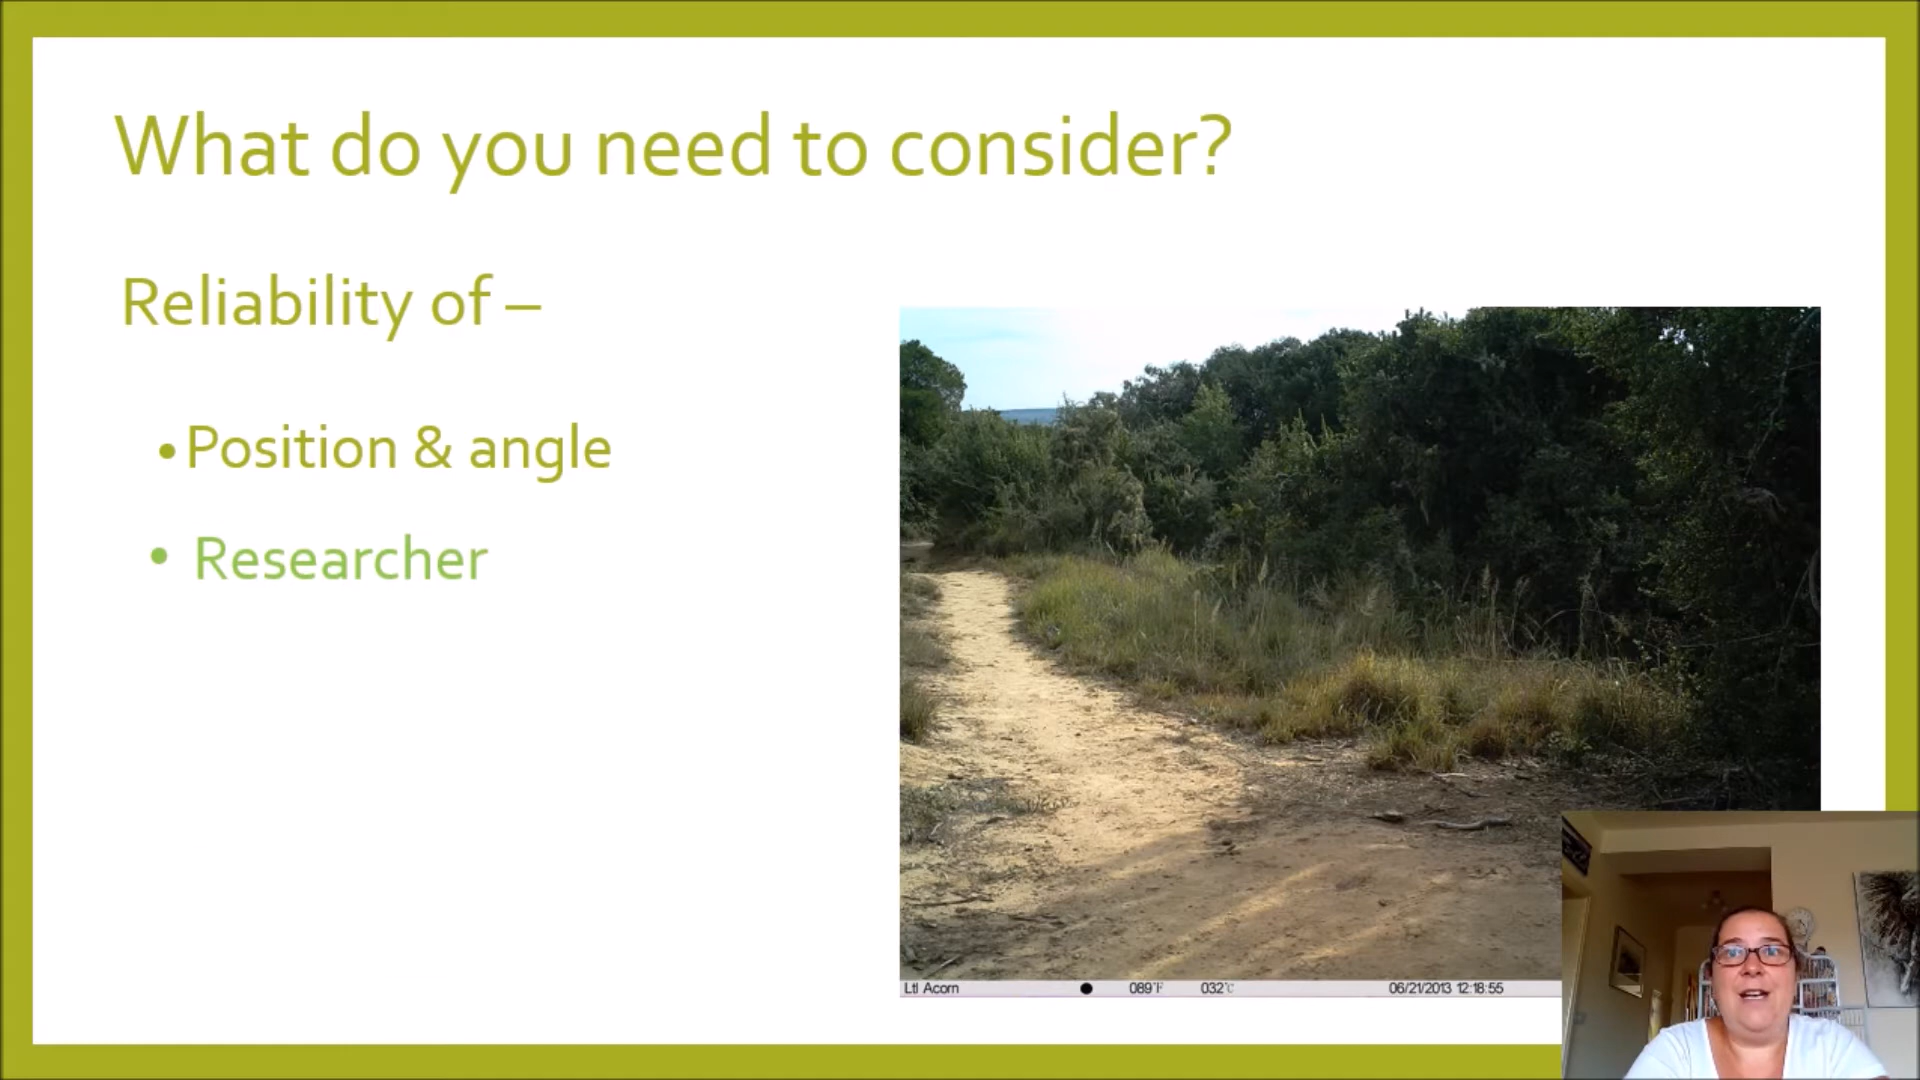 What do you need to consider?
Reliability of –
• Position & angle
• Researcher
Ltl Acorn 089°F 032°C 06/21/2013 12:18:55